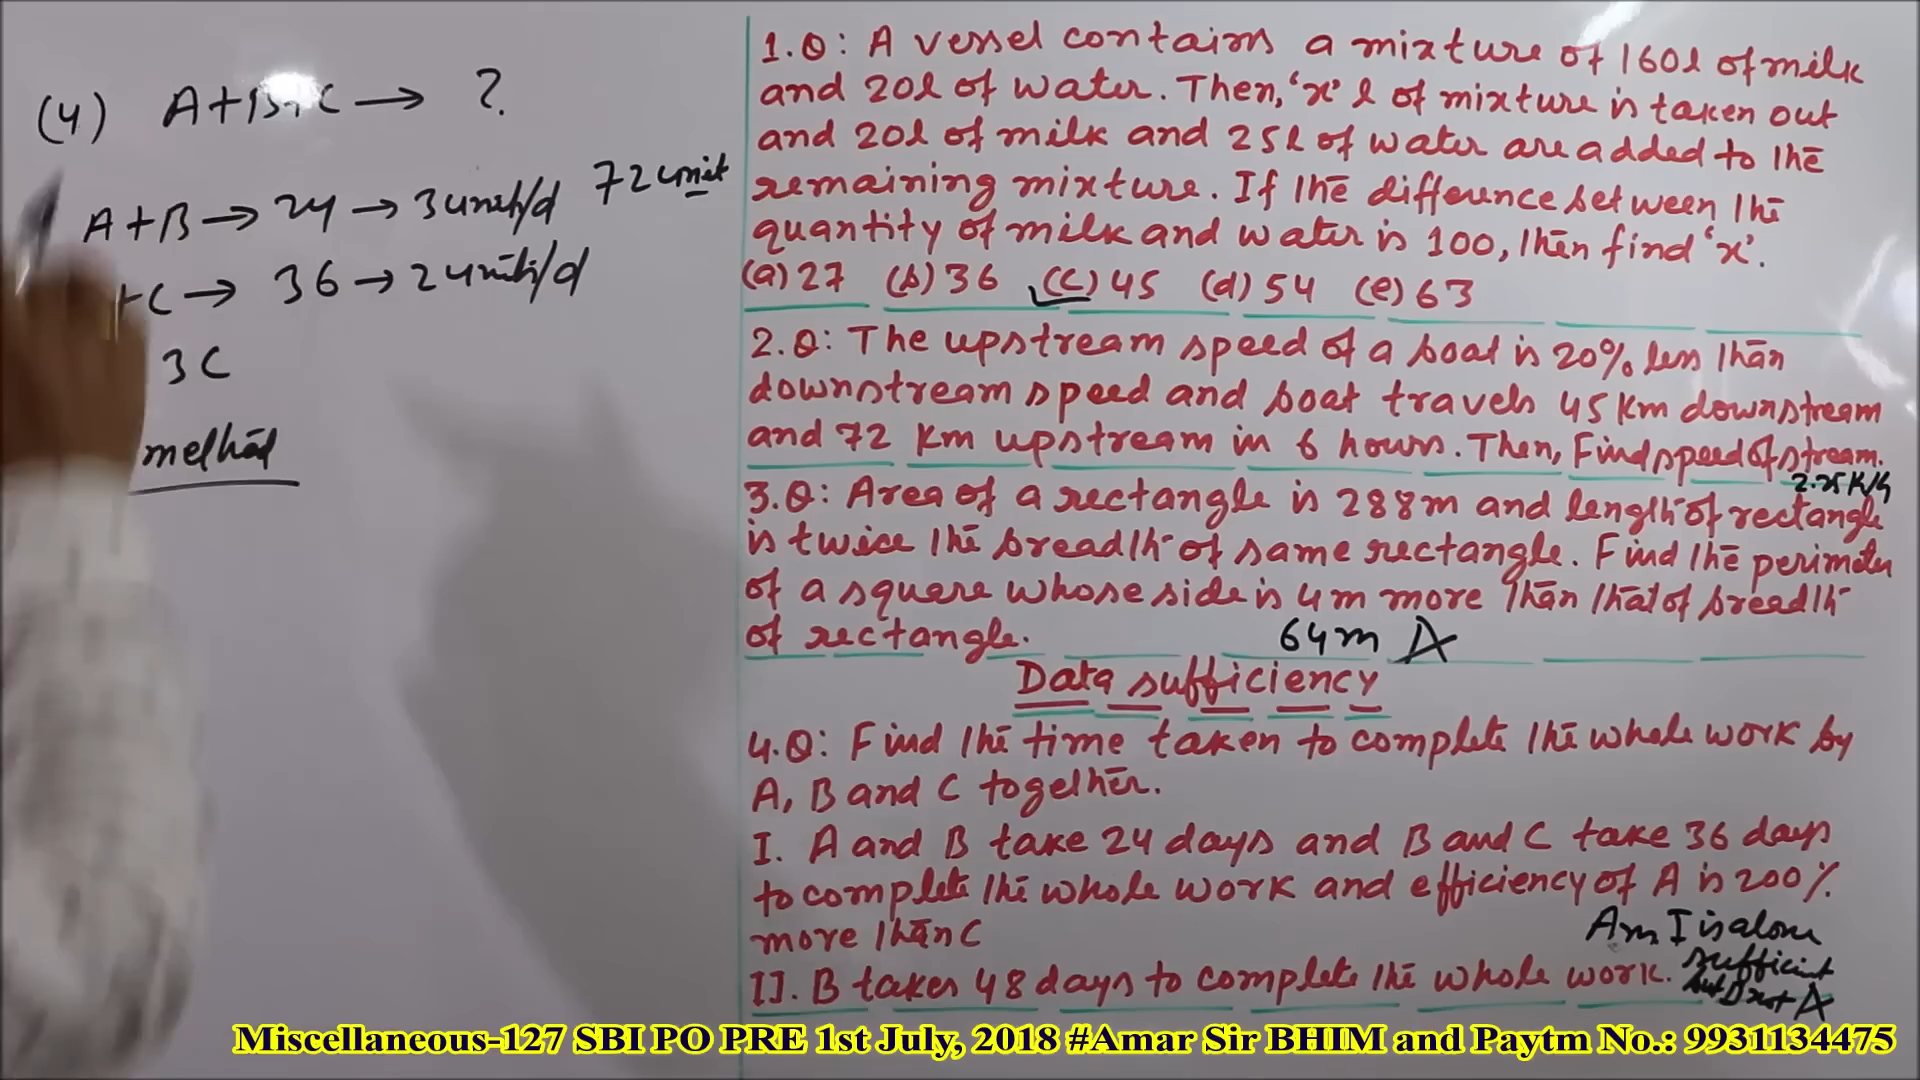 (4) A+B+C → ?
A+B → 24 → 3 unit/d 72 unit
+C → 36 → 2 unit/d
3C
method
1.Q: A vessel contains a mixture of 160l of milk
and 20l of water. Then, 'x' l of mixture is taken out
and 20l of milk and 25l of water are added to the
remaining mixture. If the difference between the
quantity of milk and water is 100, then find 'x'.
(a) 27 (b) 36 (c) 45 (d) 54 (e) 63
2.Q: The upstream speed of a boat is 20% less than
downstream speed and boat travels 45 km downstream
and 72 km upstream in 6 hours. Then, Find speed of stream.
2.25 K/h
3.Q: Area of a rectangle is 288m and length of rectangle
is twice the breadth of same rectangle. Find the perimeter
of a square whose side is 4m more than that of breadth
of rectangle. 64m A
Data sufficiency
4.Q: Find the time taken to complete the whole work by
A, B and C together.
I. A and B take 24 days and B and C take 36 days
to complete the whole work and efficiency of A is 200%
more than C
Am I is alone
sufficient
but II not A
II. B takes 48 days to complete the whole work.
Miscellaneous-127 SBI PO PRE 1st July, 2018 #Amar Sir BHIM and Paytm No.: 9931134475